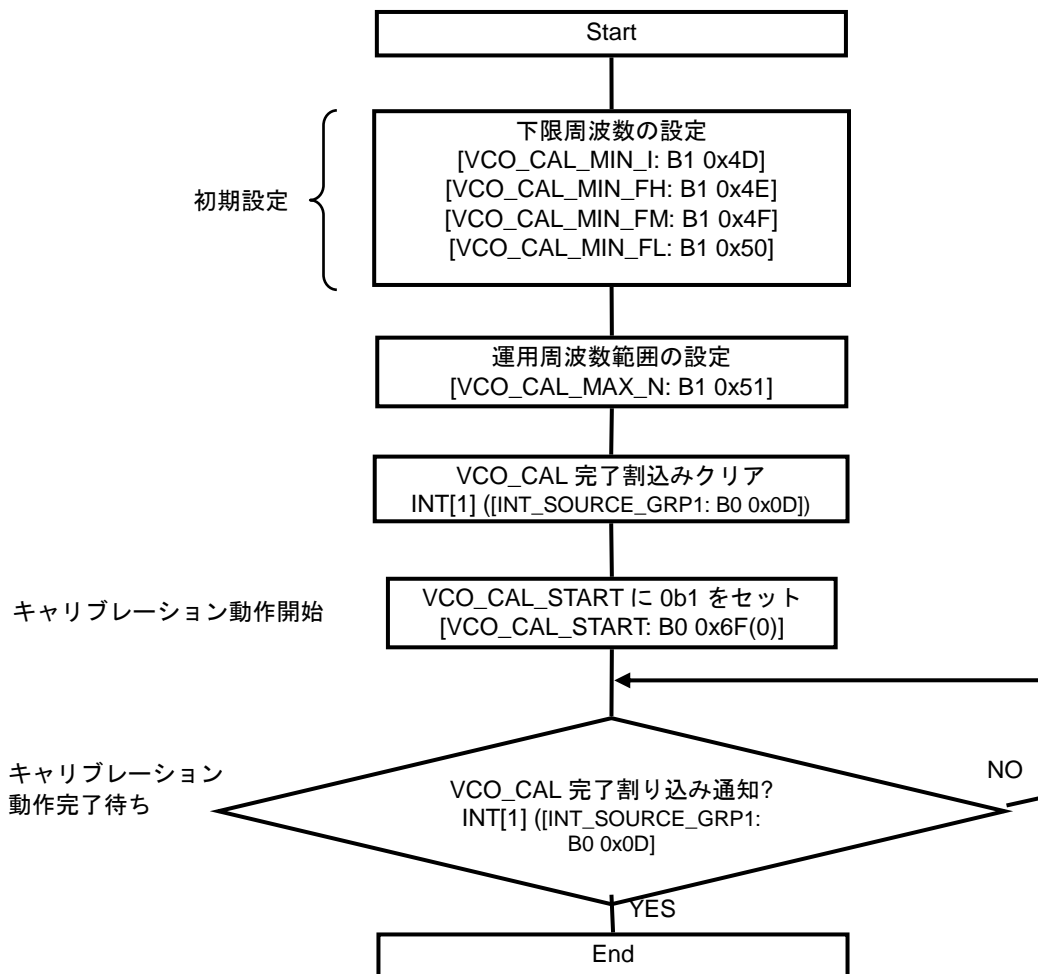 Start
初期設定
下限周波数の設定
[VCO_CAL_MIN_I: B1 0x4D]
[VCO_CAL_MIN_FH: B1 0x4E]
[VCO_CAL_MIN_FM: B1 0x4F]
[VCO_CAL_MIN_FL: B1 0x50]
運用周波数範囲の設定
[VCO_CAL_MAX_N: B1 0x51]
VCO_CAL 完了割込みクリア
INT[1] ([INT_SOURCE_GRP1: B0 0x0D])
キャリブレーション動作開始
VCO_CAL_START に 0b1 をセット
[VCO_CAL_START: B0 0x6F(0)]
キャリブレーション
動作完了待ち
VCO_CAL 完了割り込み通知?
INT[1] ([INT_SOURCE_GRP1:
B0 0x0D]
NO
YES
End